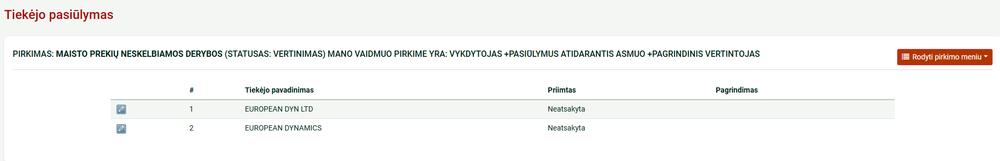 Tiekėjo pasiūlymas
PIRKIMAS: MAISTO PREKIŲ NESKELBIAMOS DERYBOS (STATUSAS: VERTINIMAS) MANO VAIDMUO PIRKIME YRA: VYKDYTOJAS +PASIŪLYMUS ATIDARANTIS ASMUO +PAGRINDINIS VERTINTOJAS
Rodyti pirkimo meniu
# Tiekėjo pavadinimas Priimtas Pagrindimas
1 EUROPEAN DYN LTD Neatsakyta
2 EUROPEAN DYNAMICS Neatsakyta